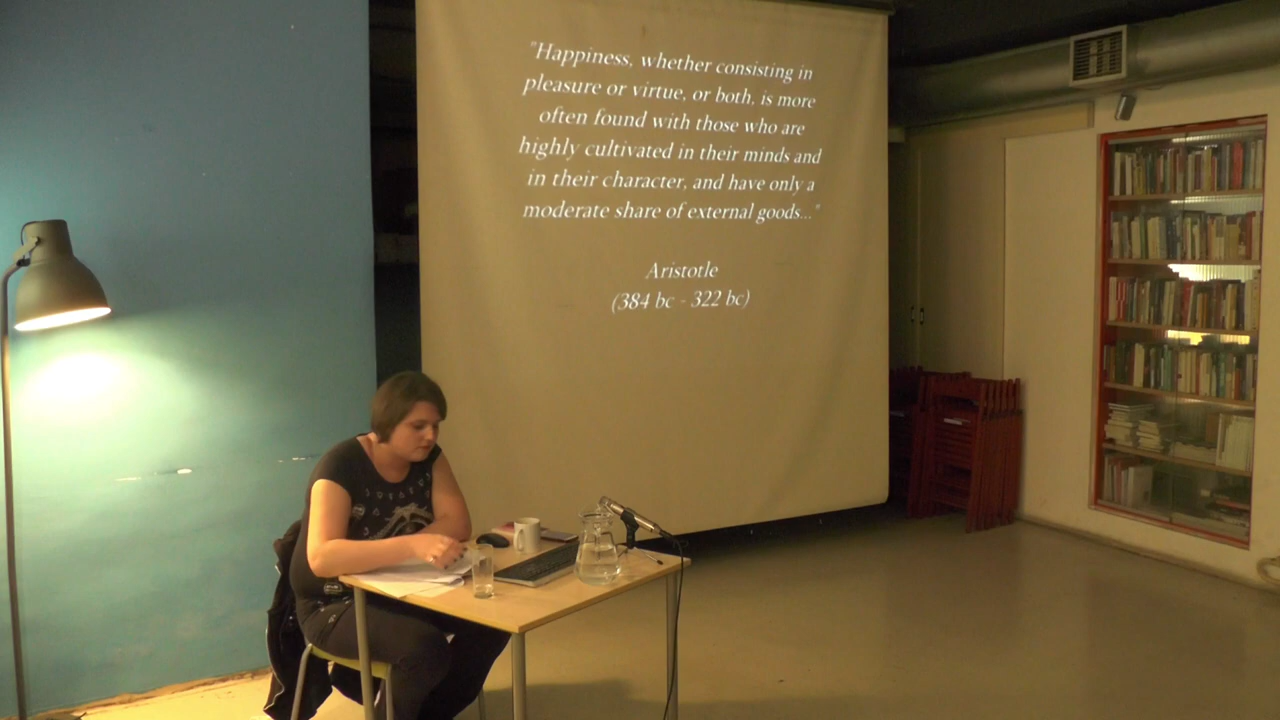 "Happiness, whether consisting in
pleasure or virtue, or both, is more
often found with those who are
highly cultivated in their minds and
in their character, and have only a
moderate share of external goods..."
Aristotle
(384 bc - 322 bc)